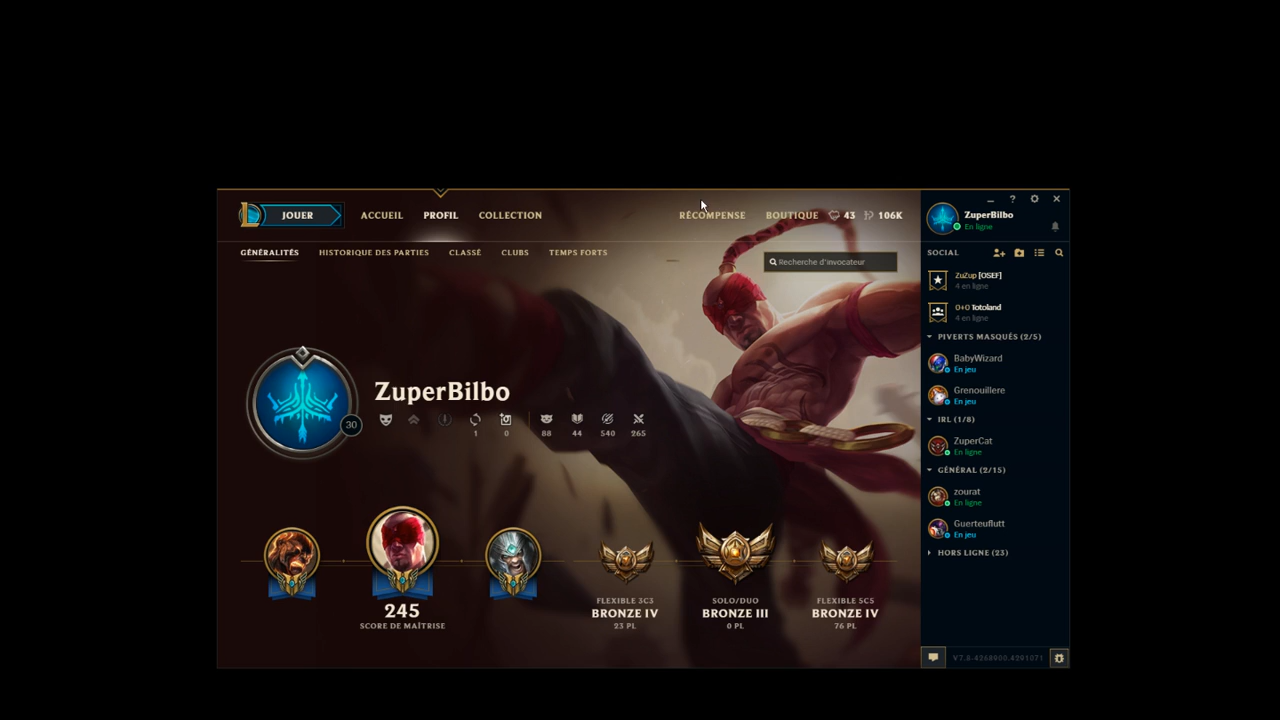 JOUER
ACCUEIL
PROFIL
COLLECTION
RÉCOMPENSE
BOUTIQUE
43
106K
ZuperBilbo
En ligne
GÉNÉRALITÉS
HISTORIQUE DES PARTIES
CLASSÉ
CLUBS
TEMPS FORTS
Recherche d'invocateur
SOCIAL
ZuZup [OSEF]
4 en ligne
0+0 Totoland
4 en ligne
PIVERTS MASQUÉS (2/5)
BabyWizard
En jeu
Grenouillere
En jeu
IRL (1/8)
ZuperCat
En ligne
GÉNÉRAL (2/15)
zourat
En ligne
Guerteuflutt
En jeu
HORS LIGNE (23)
ZuperBilbo
30
1
0
88
44
540
265
245
SCORE DE MAÎTRISE
FLEXIBLE 3C3
BRONZE IV
23 PL
SOLO/DUO
BRONZE III
0 PL
FLEXIBLE 5C5
BRONZE IV
76 PL
V7.8.4268900.4291071